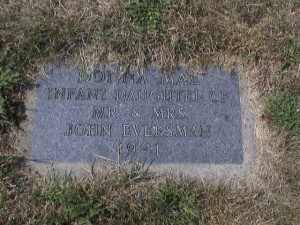 DONNA MAE
INFANT DAUGHTER OF
MR & MRS
JOHN EVERSMAN
1941